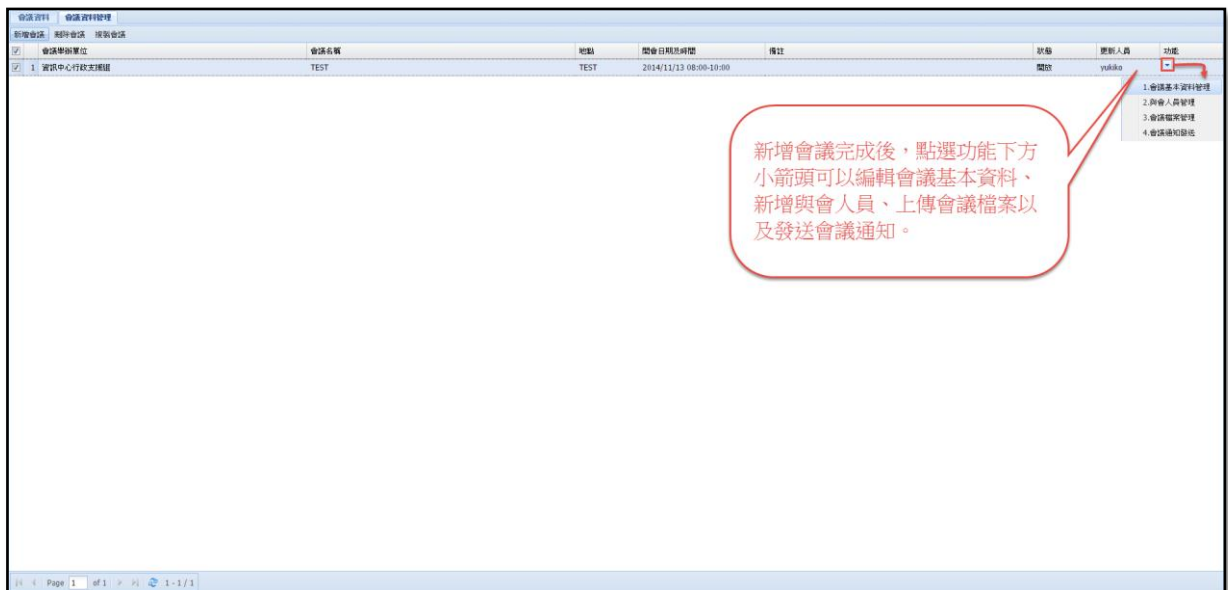 會議資料 會議資料管理
新增會議 刪除會議 複製會議
會議舉辦單位 會議名稱 地點 開會日期及時間 備註 狀態 更新人員 功能
1 資訊中心行政支援組 TEST TEST 2014/11/13 08:00-10:00 開放 yukiko
1.會議基本資料管理
2.與會人員管理
3.會議檔案管理
4.會議通知發送
新增會議完成後，點選功能下方
小箭頭可以編輯會議基本資料、
新增與會人員、上傳會議檔案以
及發送會議通知。
Page 1 of 1 1 - 1 / 1